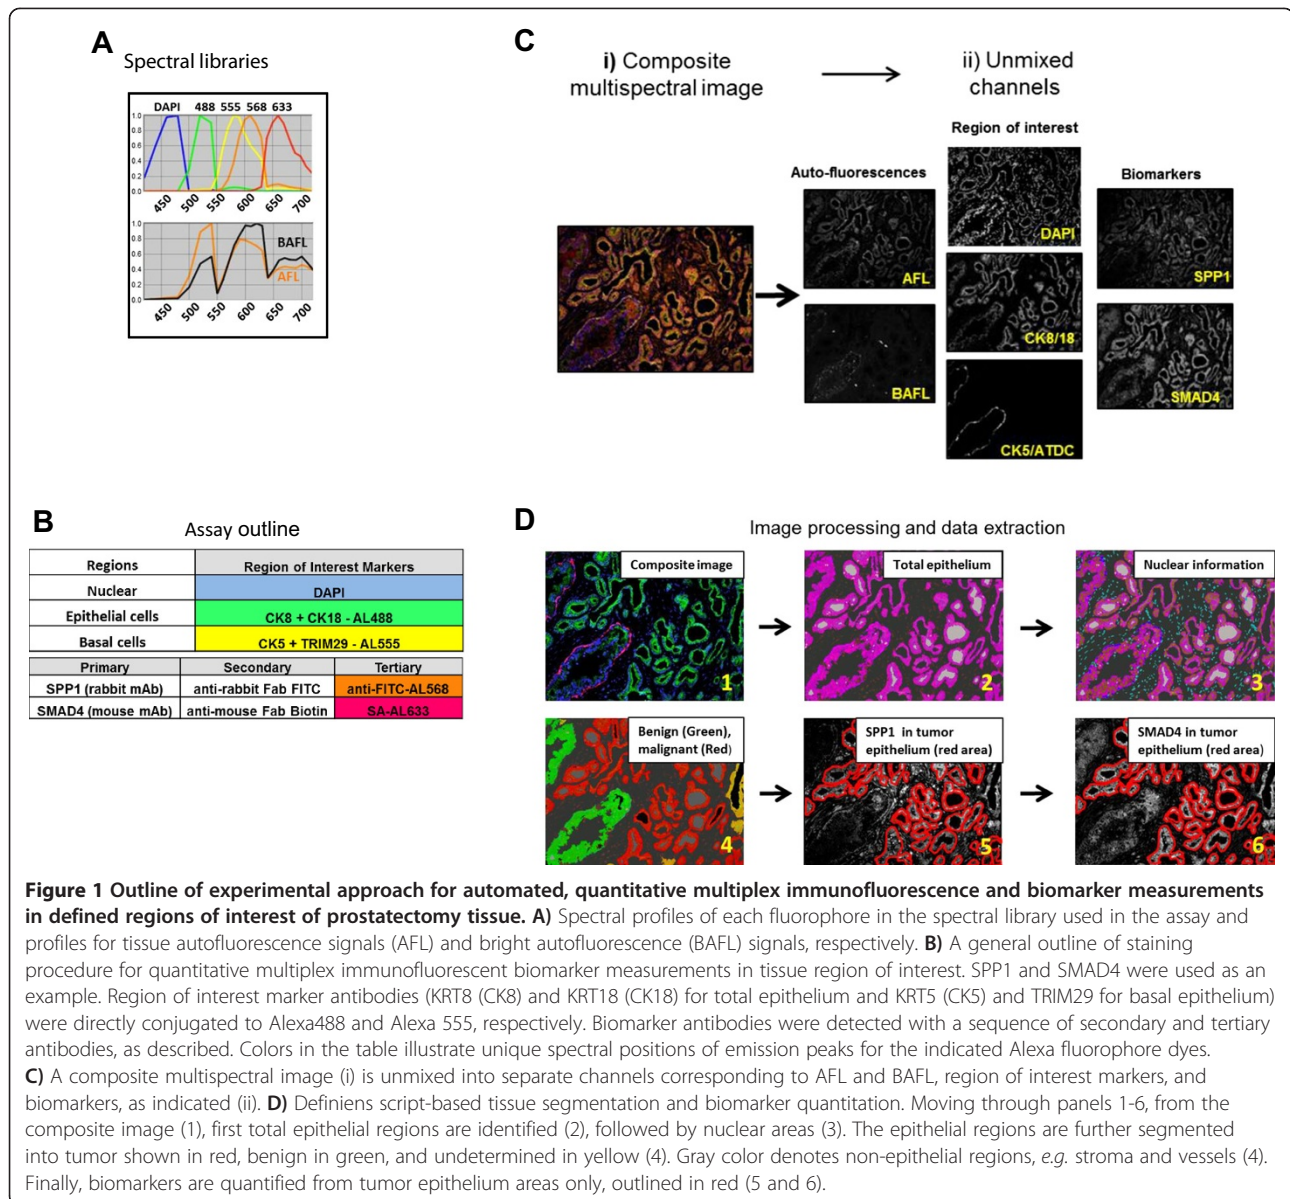 A
Spectral libraries
DAPI 488 555 568 633
1.0
0.8
0.6
0.4
0.2
0.0
450 500 550 600 650 700
1.0
0.8
0.6
0.4
0.2
0.0
BAFL
AFL
450 500 550 600 650 700
B
Assay outline
Regions Region of Interest Markers
Nuclear DAPI
Epithelial cells CK8 + CK18 - AL488
Basal cells CK5 + TRIM29 - AL555
Primary Secondary Tertiary
SPP1 (rabbit mAb) anti-rabbit Fab FITC anti-FITC-AL568
SMAD4 (mouse mAb) anti-mouse Fab Biotin SA-AL633
C
i) Composite
multispectral image
ii) Unmixed
channels
Auto-fluorescences
AFL
BAFL
Region of interest
DAPI
CK8/18
CK5/ATDC
Biomarkers
SPP1
SMAD4
D
Image processing and data extraction
Composite image
1
Total epithelium
2
Nuclear information
3
Benign (Green),
malignant (Red)
4
SPP1 in tumor
epithelium (red area)
5
SMAD4 in tumor
epithelium (red area)
6
Figure 1 Outline of experimental approach for automated, quantitative multiplex immunofluorescence and biomarker measurements
in defined regions of interest of prostatectomy tissue. A) Spectral profiles of each fluorophore in the spectral library used in the assay and
profiles for tissue autofluorescence signals (AFL) and bright autofluorescence (BAFL) signals, respectively. B) A general outline of staining
procedure for quantitative multiplex immunofluorescent biomarker measurements in tissue region of interest. SPP1 and SMAD4 were used as an
example. Region of interest marker antibodies (KRT8 (CK8) and KRT18 (CK18) for total epithelium and KRT5 (CK5) and TRIM29 for basal epithelium)
were directly conjugated to Alexa488 and Alexa 555, respectively. Biomarker antibodies were detected with a sequence of secondary and tertiary
antibodies, as described. Colors in the table illustrate unique spectral positions of emission peaks for the indicated Alexa fluorophore dyes.
C) A composite multispectral image (i) is unmixed into separate channels corresponding to AFL and BAFL, region of interest markers, and
biomarkers, as indicated (ii). D) Definiens script-based tissue segmentation and biomarker quantitation. Moving through panels 1-6, from the
composite image (1), first total epithelial regions are identified (2), followed by nuclear areas (3). The epithelial regions are further segmented
into tumor shown in red, benign in green, and undetermined in yellow (4). Gray color denotes non-epithelial regions, e.g. stroma and vessels (4).
Finally, biomarkers are quantified from tumor epithelium areas only, outlined in red (5 and 6).